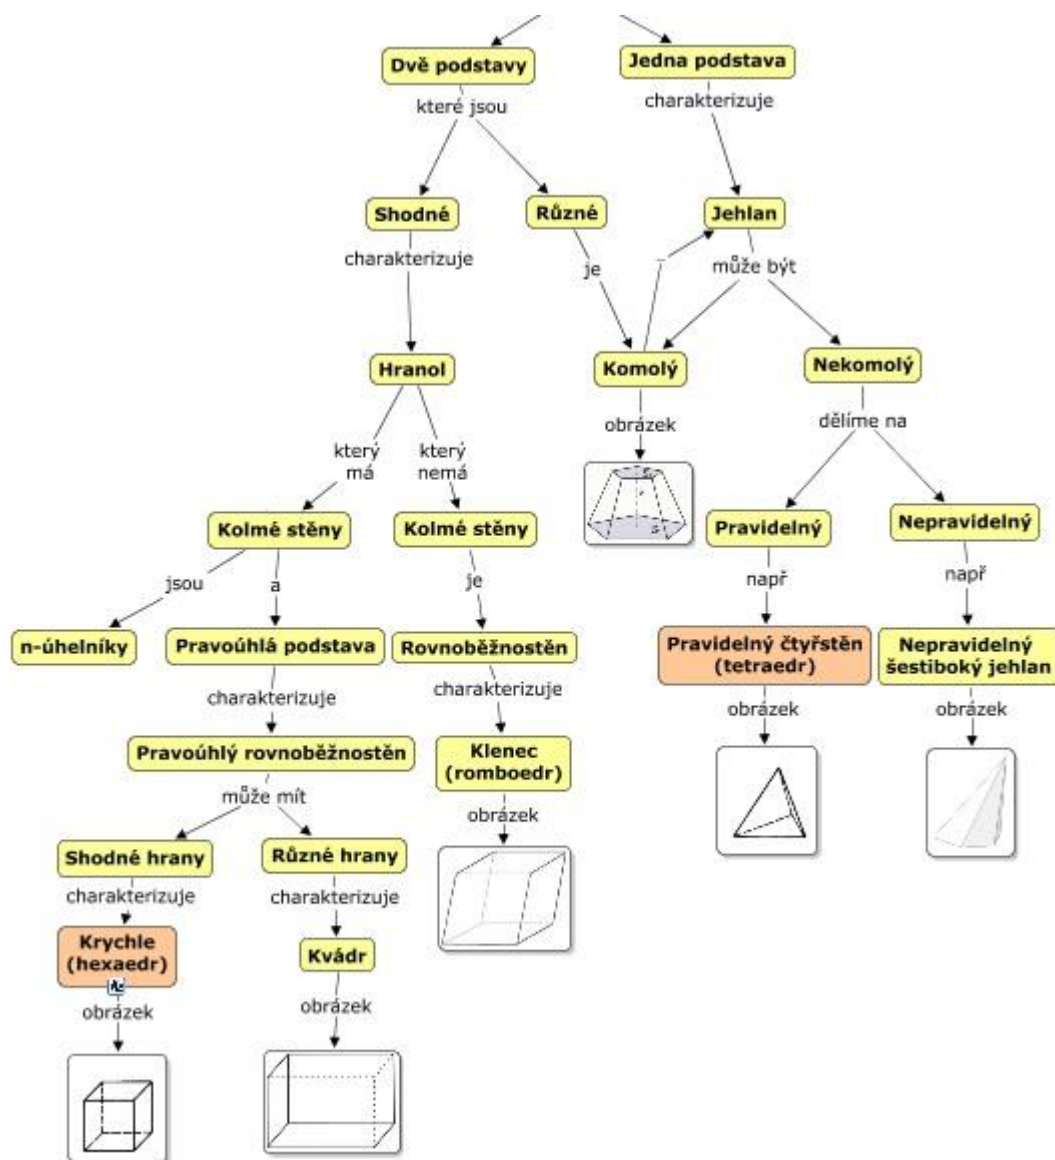 Dvě podstavy
Jedna podstava
které jsou
charakterizuje
Shodné
Různé
Jehlan
charakterizuje
je
–
může být
Hranol
Komolý
Nekomolý
který
má
který
nemá
obrázek
dělíme na
Kolmé stěny
Kolmé stěny
Pravidelný
Nepravidelný
jsou
a
je
např
např
n-úhelníky
Pravoúhlá podstava
Rovnoběžnostěn
Pravidelný čtyřstěn
(tetraedr)
Nepravidelný
šestiboký jehlan
charakterizuje
charakterizuje
obrázek
obrázek
Pravoúhlý rovnoběžnostěn
Klenec
(romboedr)
může mít
obrázek
Shodné hrany
Různé hrany
charakterizuje
charakterizuje
Krychle
(hexaedr)
Kvádr
obrázek
obrázek